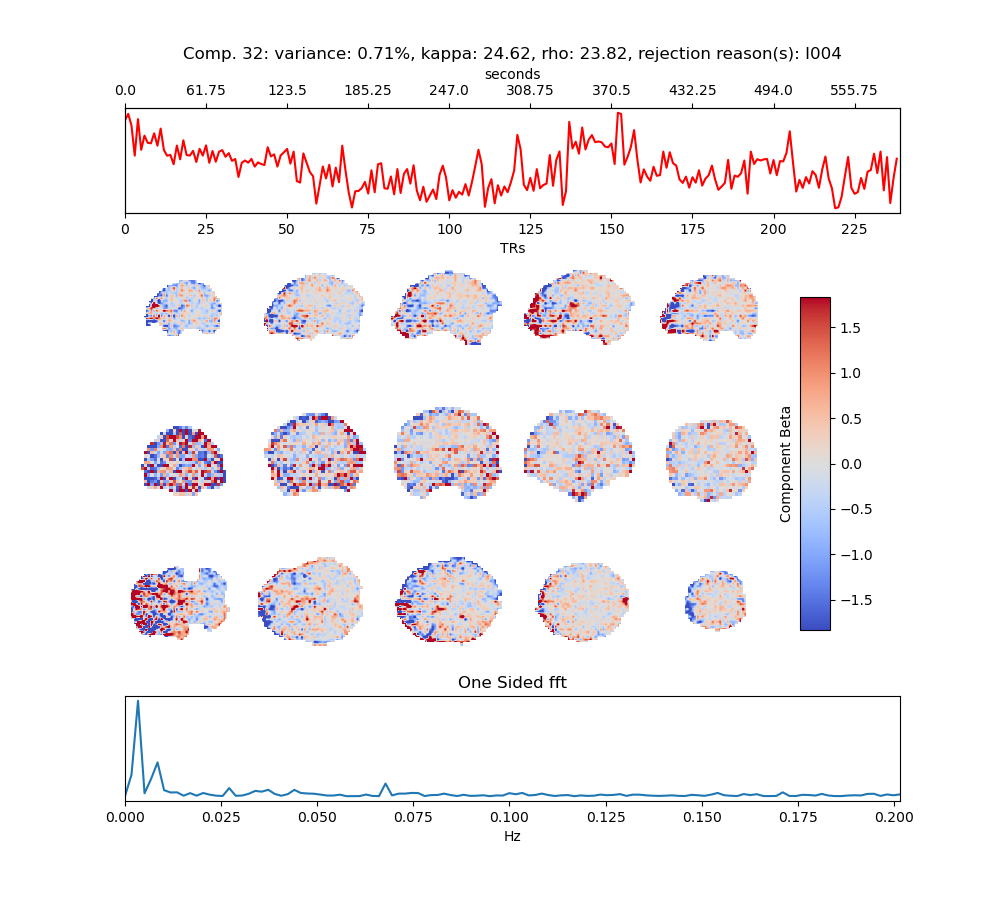 Comp. 32: variance: 0.71%, kappa: 24.62, rho: 23.82, rejection reason(s): I004
seconds
0.0 61.75 123.5 185.25 247.0 308.75 370.5 432.25 494.0 555.75
0 25 50 75 100 125 150 175 200 225
TRs
1.5
1.0
0.5
0.0
−0.5
−1.0
−1.5
Component Beta
One Sided fft
0.000 0.025 0.050 0.075 0.100 0.125 0.150 0.175 0.200
Hz